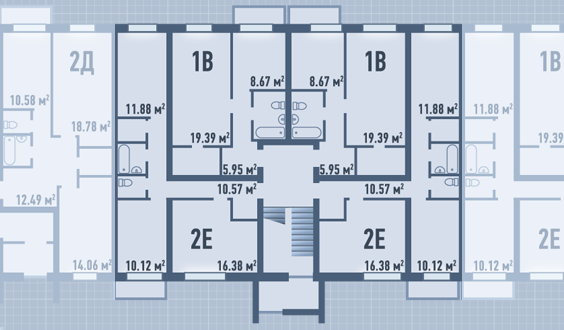 2Д 1В 1В 1В
10.58 м² 8.67 м² 8.67 м²
18.78 м² 11.88 м² 11.88 м² 11.88 м²
19.39 м² 19.39 м² 19.39
5.95 м² 5.95 м²
12.49 м² 10.57 м² 10.57 м²
2Е 2Е 2Е
14.06 м² 10.12 м² 16.38 м² 16.38 м² 10.12 м² 10.12 м²